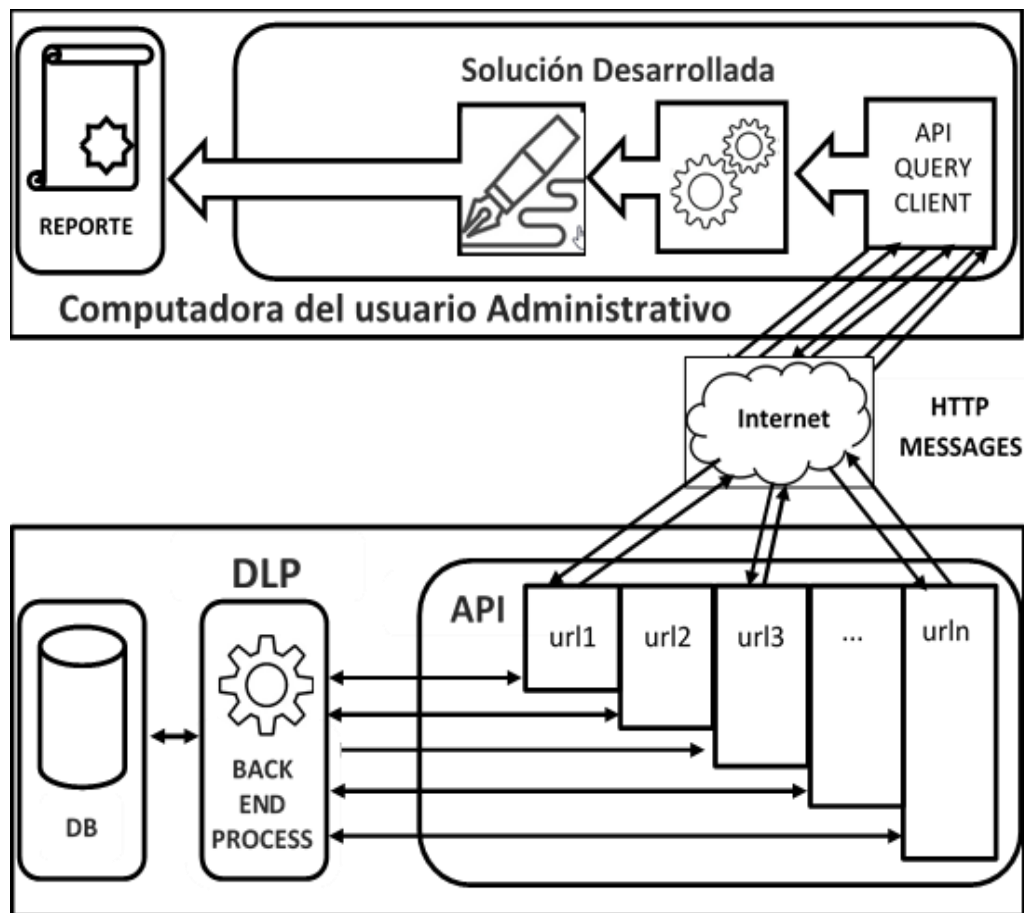 Solución Desarrollada
API
QUERY
CLIENT
REPORTE
Computadora del usuario Administrativo
Internet
HTTP
MESSAGES
DLP
API
url1
url2
url3
...
urln
BACK
END
PROCESS
DB